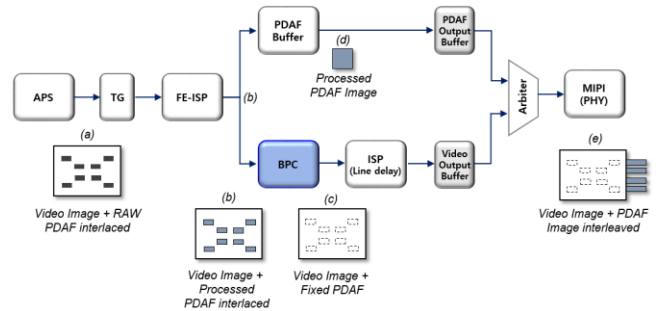 PDAF
Buffer
(d)
Processed
PDAF Image
PDAF
Output
Buffer
APS
TG
FE-ISP
(b)
Arbiter
MIPI
(PHY)
(a)
Video Image + RAW
PDAF interlaced
BPC
ISP
(Line delay)
Video
Output
Buffer
(b)
Video Image +
Processed
PDAF interlaced
(c)
Video Image +
Fixed PDAF
(e)
Video Image + PDAF
Image interleaved